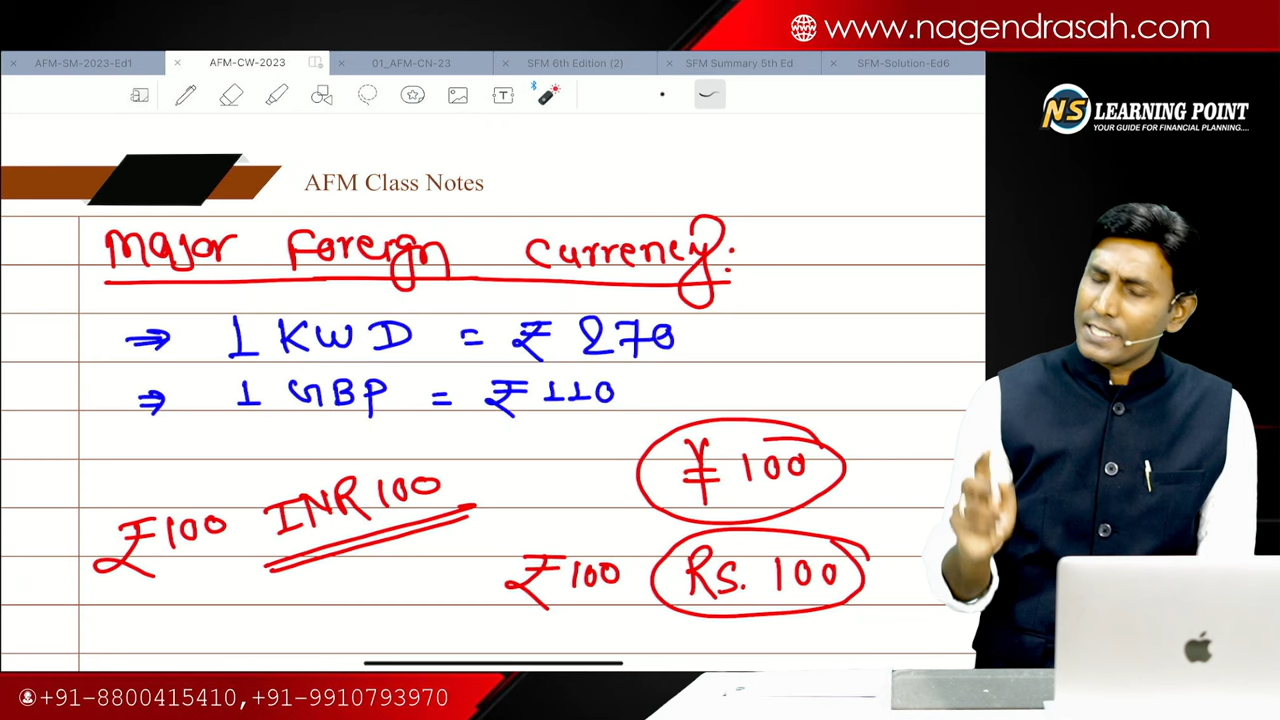 www.nagendrasah.com
AFM-SM-2023-Ed1 AFM-CW-2023 01_AFM-CN-23 SFM 6th Edition (2) SFM Summary 5th Ed SFM-Solution-Ed6
NS LEARNING POINT
YOUR GUIDE FOR FINANCIAL PLANNING....
AFM Class Notes
Major Foreign Currency:
⇒ 1 KWD = ₹ 270
⇒ 1 GBP = ₹ 110
¥ 100
₹100 INR 100
₹100 Rs. 100
+91-8800415410,+91-9910793970